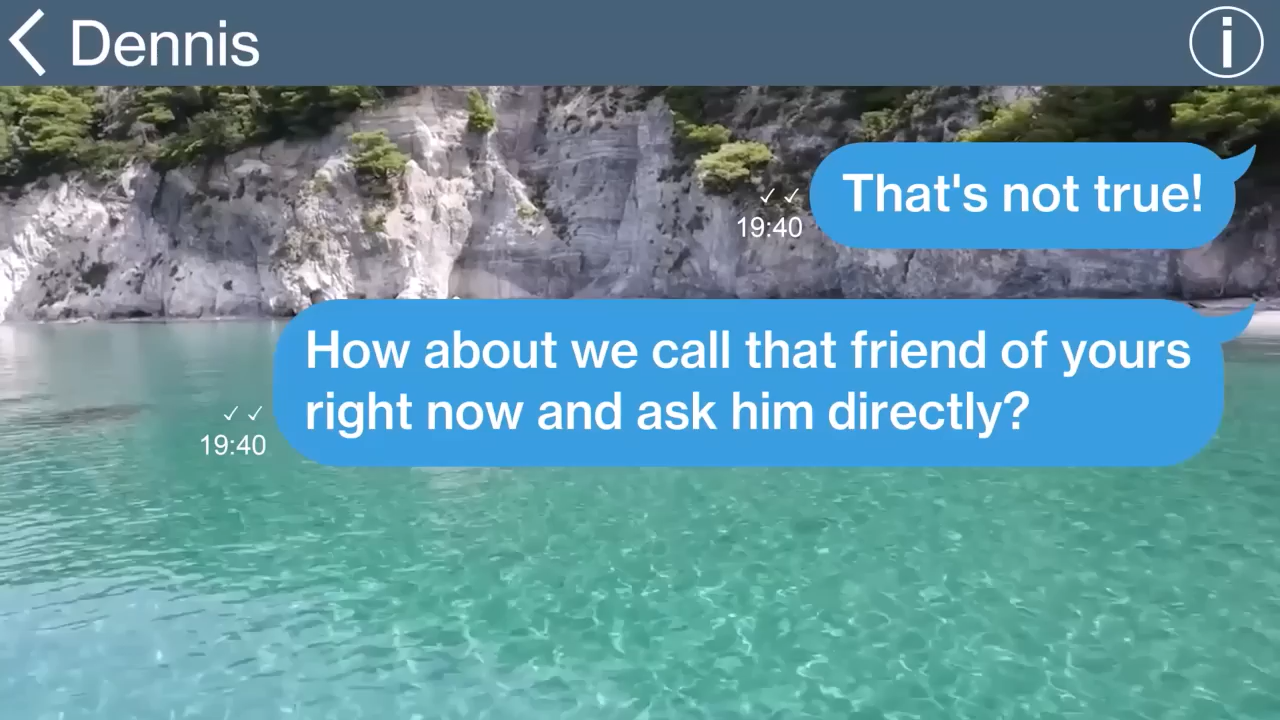 Dennis
That's not true!
19:40
How about we call that friend of yours
right now and ask him directly?
19:40